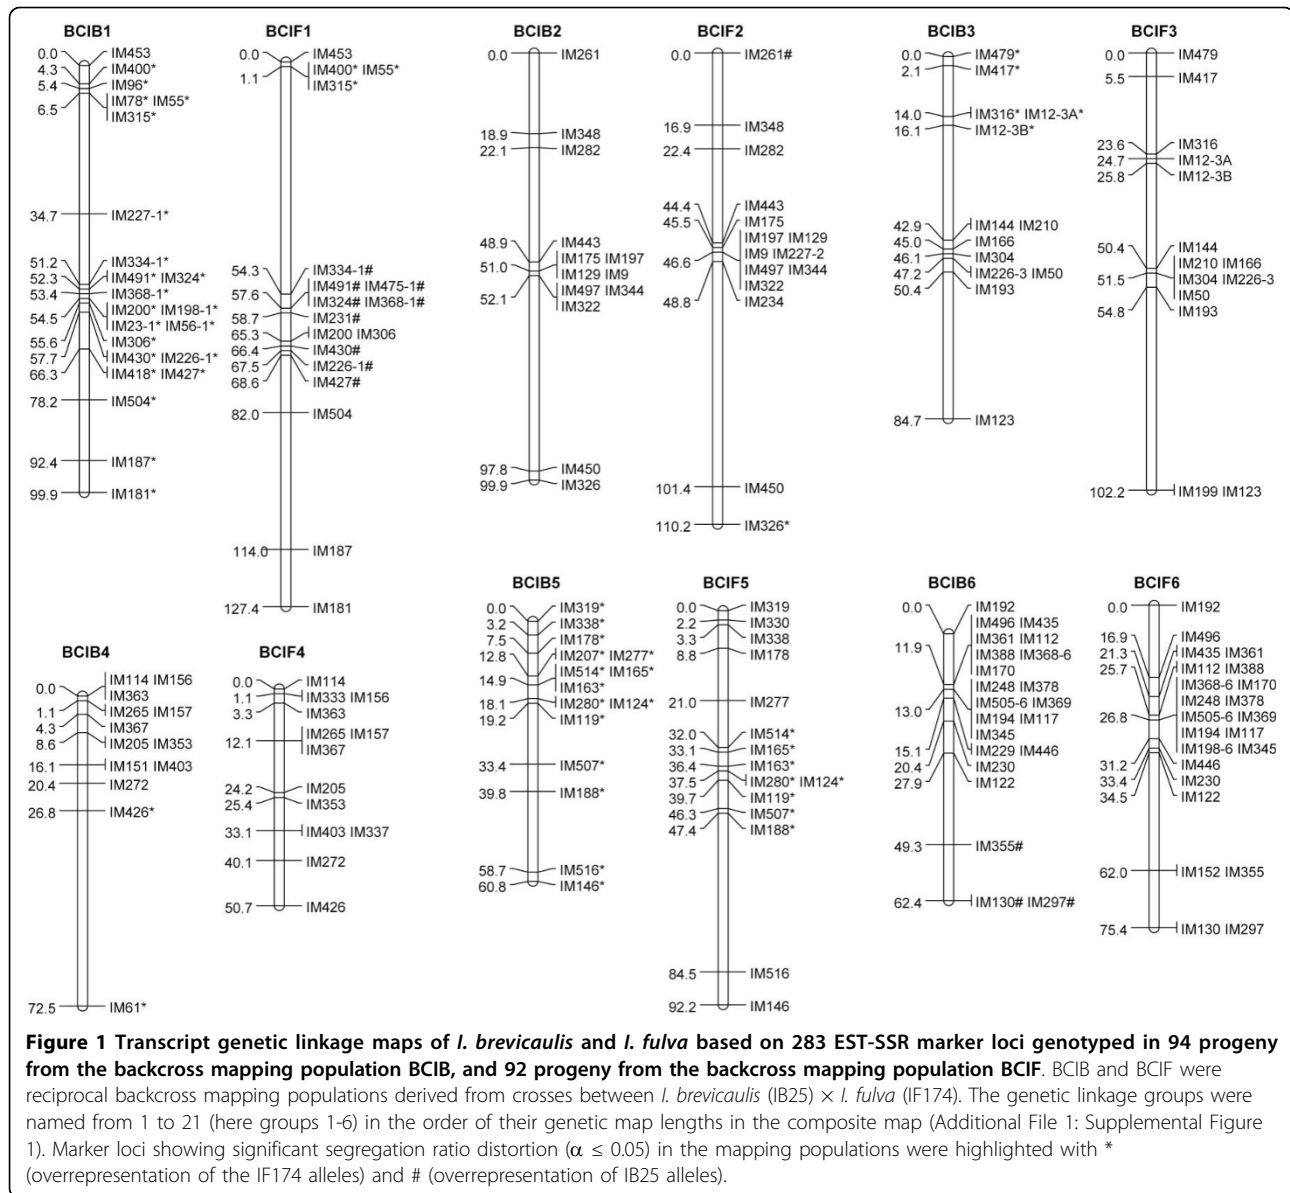 BCIB1
0.0 IM453
4.3 IM400*
5.4 IM96*
6.5 IM78* IM55*
IM315*
34.7 IM227-1*
51.2 IM334-1*
52.3 IM491* IM324*
53.4 IM368-1*
54.5 IM200* IM198-1*
IM23-1* IM56-1*
55.6 IM306*
57.7 IM430* IM226-1*
66.3 IM418* IM427*
78.2 IM504*
92.4 IM187*
99.9 IM181*
BCIF1
0.0 IM453
1.1 IM400* IM55*
IM315*
54.3 IM334-1#
57.6 IM491# IM475-1#
IM324# IM368-1#
58.7 IM231#
65.3 IM200 IM306
66.4 IM430#
67.5 IM226-1#
68.6 IM427#
82.0 IM504
114.0 IM187
127.4 IM181
BCIB2
0.0 IM261
18.9 IM348
22.1 IM282
48.9 IM443
51.0 IM175 IM197
IM129 IM9
52.1 IM497 IM344
IM322
97.8 IM450
99.9 IM326
BCIF2
0.0 IM261#
16.9 IM348
22.4 IM282
44.4 IM443
45.5 IM175
46.6 IM197 IM129
IM9 IM227-2
IM497 IM344
IM322
48.8 IM234
101.4 IM450
110.2 IM326*
BCIB3
0.0 IM479*
2.1 IM417*
14.0 IM316* IM12-3A*
16.1 IM12-3B*
42.9 IM144 IM210
45.0 IM166
46.1 IM304
47.2 IM226-3 IM50
50.4 IM193
84.7 IM123
BCIF3
0.0 IM479
5.5 IM417
23.6 IM316
24.7 IM12-3A
25.8 IM12-3B
50.4 IM144
51.5 IM210 IM166
IM304 IM226-3
IM50
54.8 IM193
102.2 IM199 IM123
BCIB4
0.0 IM114 IM156
IM363
1.1 IM265 IM157
4.3 IM367
8.6 IM205 IM353
16.1 IM151 IM403
20.4 IM272
26.8 IM426*
72.5 IM61*
BCIF4
0.0 IM114
1.1 IM333 IM156
3.3 IM363
12.1 IM265 IM157
IM367
24.2 IM205
25.4 IM353
33.1 IM403 IM337
40.1 IM272
50.7 IM426
BCIB5
0.0 IM319*
3.2 IM338*
7.5 IM178*
12.8 IM207* IM277*
14.9 IM514* IM165*
IM163*
18.1 IM280* IM124*
19.2 IM119*
33.4 IM507*
39.8 IM188*
58.7 IM516*
60.8 IM146*
BCIF5
0.0 IM319
2.2 IM330
3.3 IM338
8.8 IM178
21.0 IM277
32.0 IM514*
33.1 IM165*
36.4 IM163*
37.5 IM280* IM124*
39.7 IM119*
46.3 IM507*
47.4 IM188*
84.5 IM516
92.2 IM146
BCIB6
0.0 IM192
11.9 IM496 IM435
IM361 IM112
IM388 IM368-6
IM170
13.0 IM248 IM378
IM505-6 IM369
IM194 IM117
IM345
15.1 IM229 IM446
20.4 IM230
27.9 IM122
49.3 IM355#
62.4 IM130# IM297#
BCIF6
0.0 IM192
16.9 IM496
21.3 IM435 IM361
25.7 IM112 IM388
26.8 IM368-6 IM170
IM248 IM378
IM505-6 IM369
IM194 IM117
IM198-6 IM345
31.2 IM446
33.4 IM230
34.5 IM122
62.0 IM152 IM355
75.4 IM130 IM297
Figure 1 Transcript genetic linkage maps of I. brevicaulis and I. fulva based on 283 EST-SSR marker loci genotyped in 94 progeny
from the backcross mapping population BCIB, and 92 progeny from the backcross mapping population BCIF. BCIB and BCIF were
reciprocal backcross mapping populations derived from crosses between I. brevicaulis (IB25) × I. fulva (IF174). The genetic linkage groups were
named from 1 to 21 (here groups 1-6) in the order of their genetic map lengths in the composite map (Additional File 1: Supplemental Figure
1). Marker loci showing significant segregation ratio distortion (α ≤ 0.05) in the mapping populations were highlighted with *
(overrepresentation of the IF174 alleles) and # (overrepresentation of IB25 alleles).